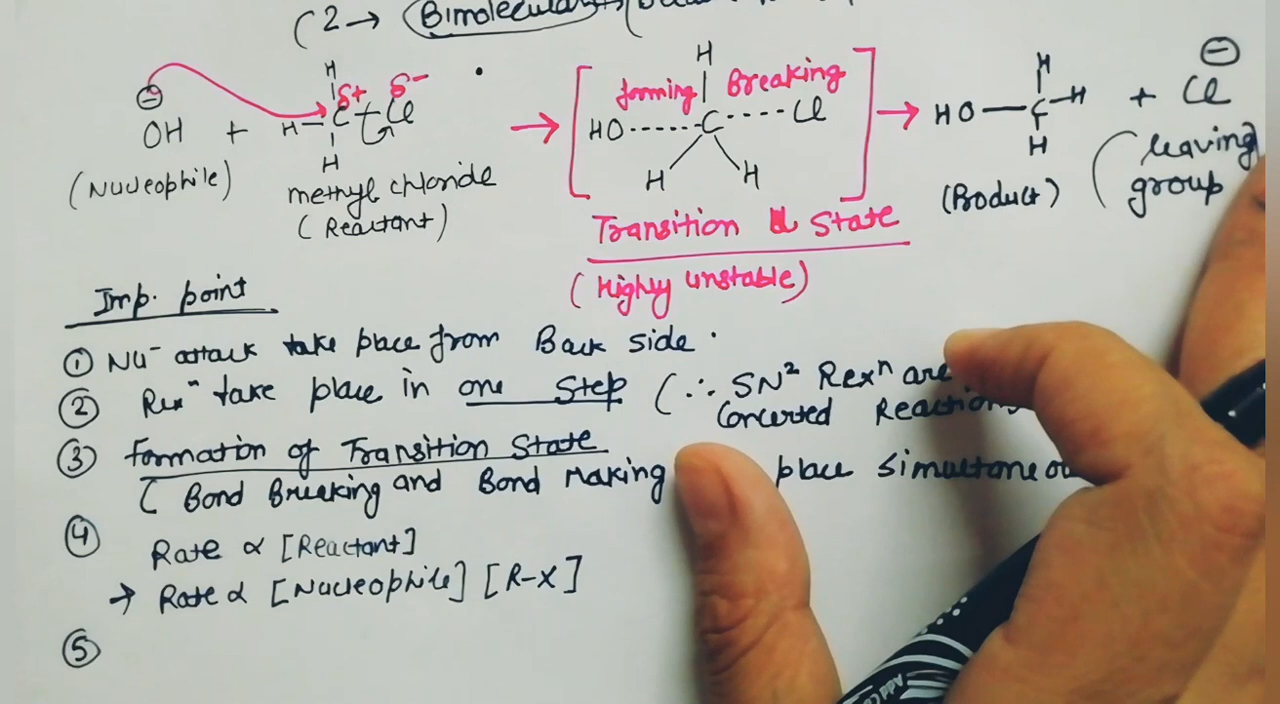 (2 → Bimolecular
⊖ OH + H H–C–Cl H δ+ δ− → [ HO-----C----Cl H H H forming Breaking ] → HO—C–H H H + Cl ⊖
(Nucleophile) methyl chloride (Product) (leaving
(Reactant) group
Transition State
(Highly unstable)
Imp. point
① Nu⁻ attack take place from Back side.
② Rexⁿ take place in one Step (∴ SN² Rexⁿ are
Concerted Reaction
③ formation of Transition State
( Bond Breaking and Bond Making place simultaneou
④ Rate ∝ [Reactant]
→ Rate ∝ [Nucleophile] [R–X]
⑤